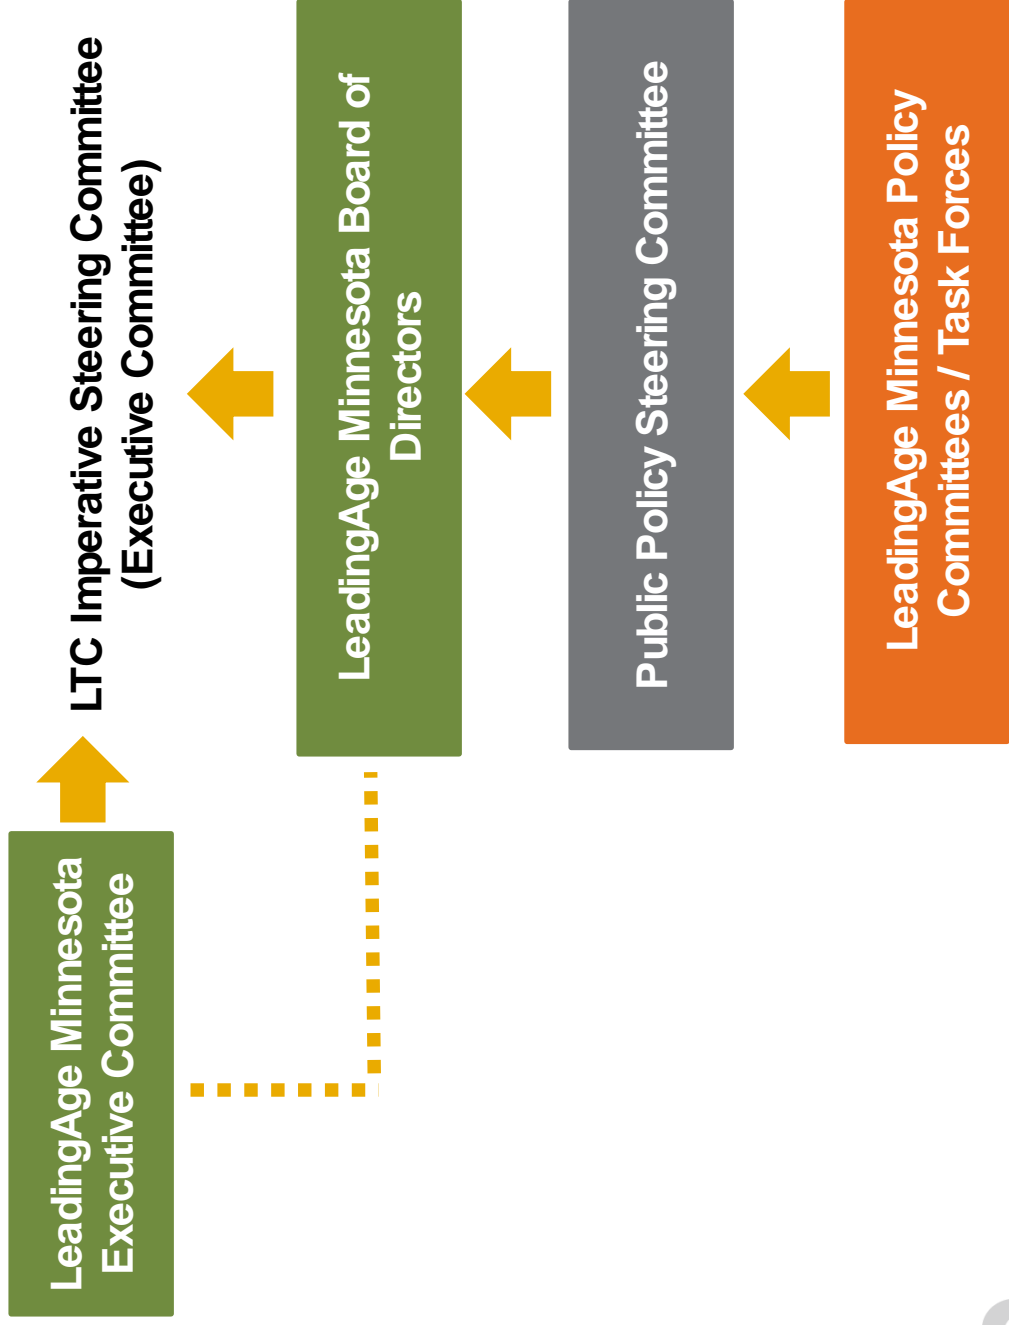 LeadingAge Minnesota
Executive Committee
LTC Imperative Steering Committee
(Executive Committee)
LeadingAge Minnesota Board of
Directors
Public Policy Steering Committee
LeadingAge Minnesota Policy
Committees / Task Forces